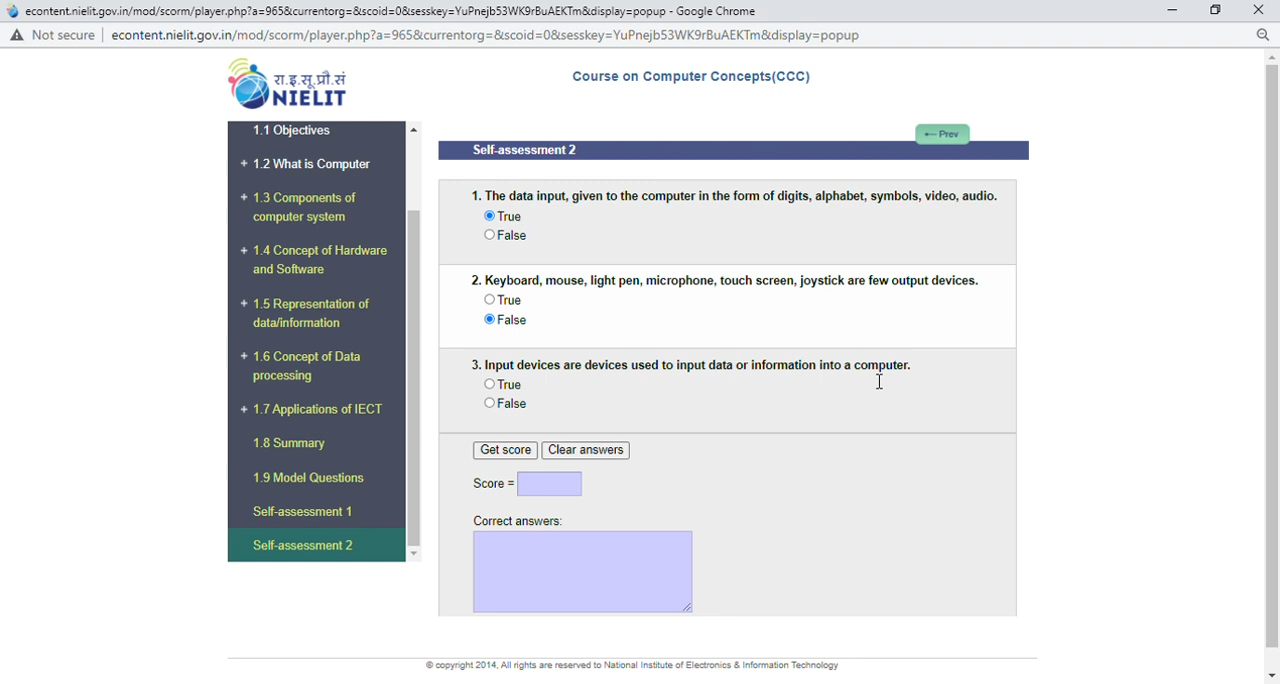 econtent.nielit.gov.in/mod/scorm/player.php?a=965&currentorg=&scoid=0&sesskey=YuPnejb53WK9rBuAEKTm&display=popup - Google Chrome
Not secure econtent.nielit.gov.in/mod/scorm/player.php?a=965&currentorg=&scoid=0&sesskey=YuPnejb53WK9rBuAEKTm&display=popup
रा.इ.सू.प्रौ.सं
NIELIT
Course on Computer Concepts(CCC)
1.1 Objectives
+ 1.2 What is Computer
+ 1.3 Components of
computer system
+ 1.4 Concept of Hardware
and Software
+ 1.5 Representation of
data/information
+ 1.6 Concept of Data
processing
+ 1.7 Applications of IECT
1.8 Summary
1.9 Model Questions
Self-assessment 1
Self-assessment 2
← Prev
Self-assessment 2
1. The data input, given to the computer in the form of digits, alphabet, symbols, video, audio.
True
False
2. Keyboard, mouse, light pen, microphone, touch screen, joystick are few output devices.
True
False
3. Input devices are devices used to input data or information into a computer.
True
False
Get score Clear answers
Score =
Correct answers:
© copyright 2014, All rights are reserved to National Institute of Electronics & Information Technology